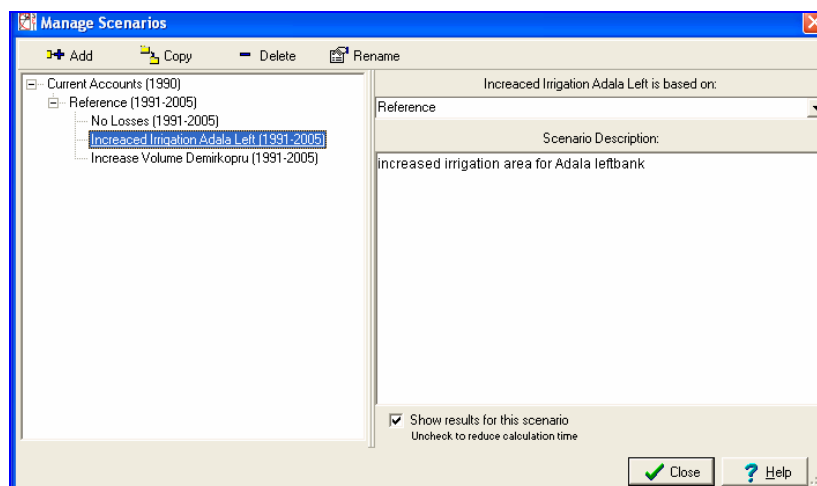 Manage Scenarios
Add Copy Delete Rename
Current Accounts (1990)
Reference (1991-2005)
No Losses (1991-2005)
Increaced Irrigation Adala Left (1991-2005)
Increase Volume Demirkopru (1991-2005)
Increaced Irrigation Adala Left is based on:
Reference
Scenario Description:
increased irrigation area for Adala leftbank
Show results for this scenario
Uncheck to reduce calculation time
Close Help